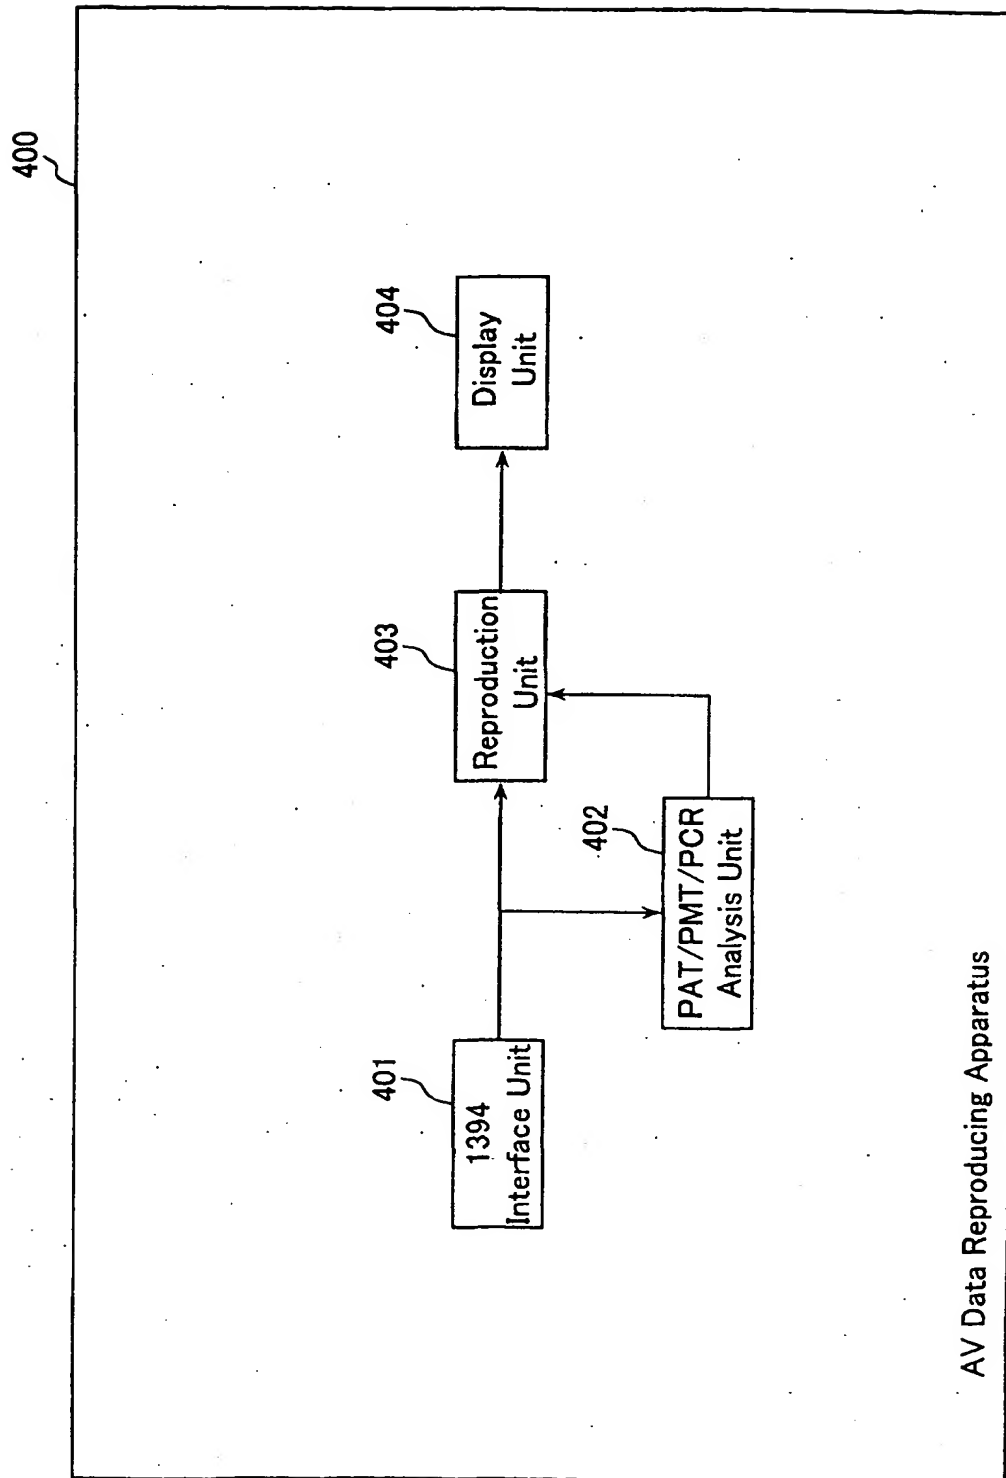 400
401
1394
Interface Unit
402
PAT/PMT/PCR
Analysis Unit
403
Reproduction
Unit
404
Display
Unit
AV Data Reproducing Apparatus